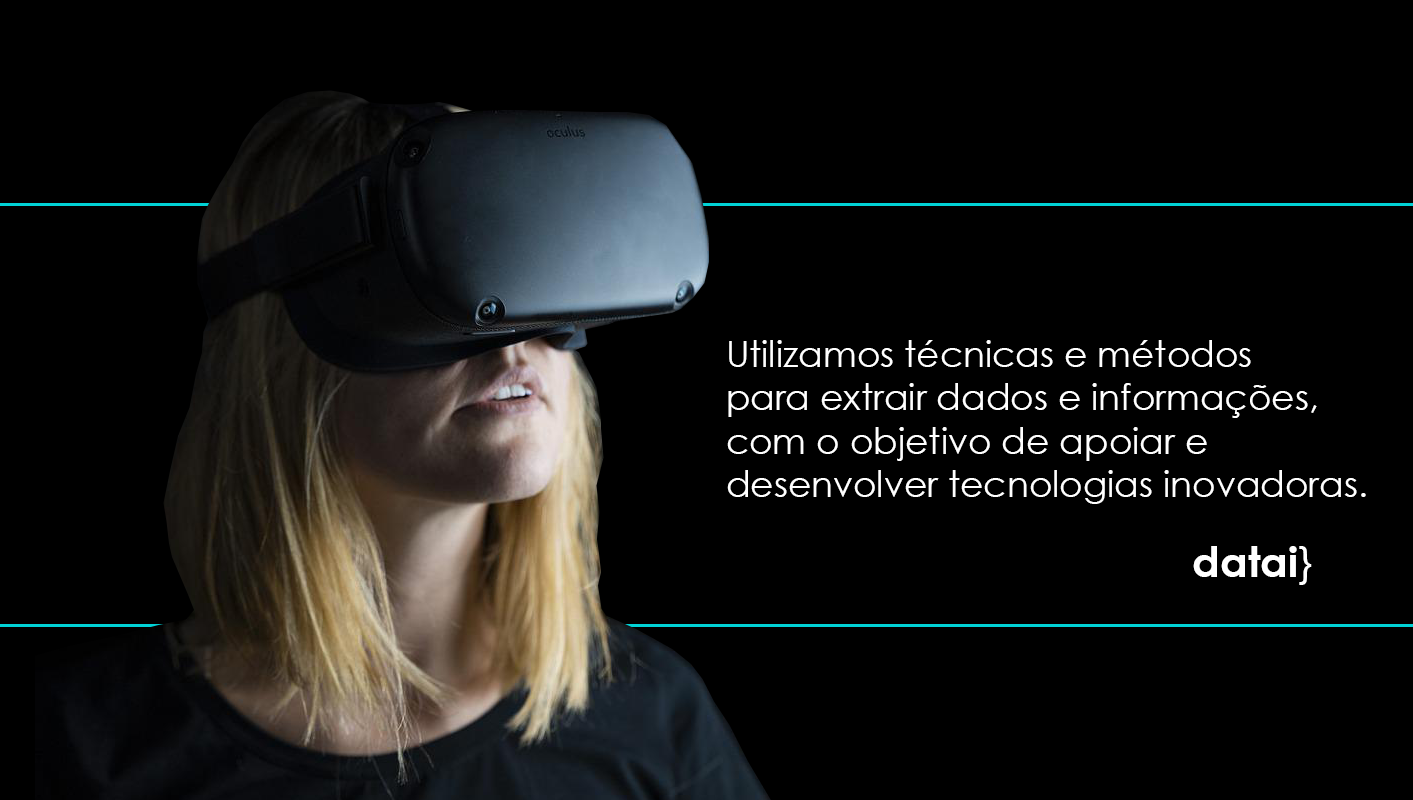 oculus
Utilizamos técnicas e métodos
para extrair dados e informações,
com o objetivo de apoiar e
desenvolver tecnologias inovadoras.
datai}